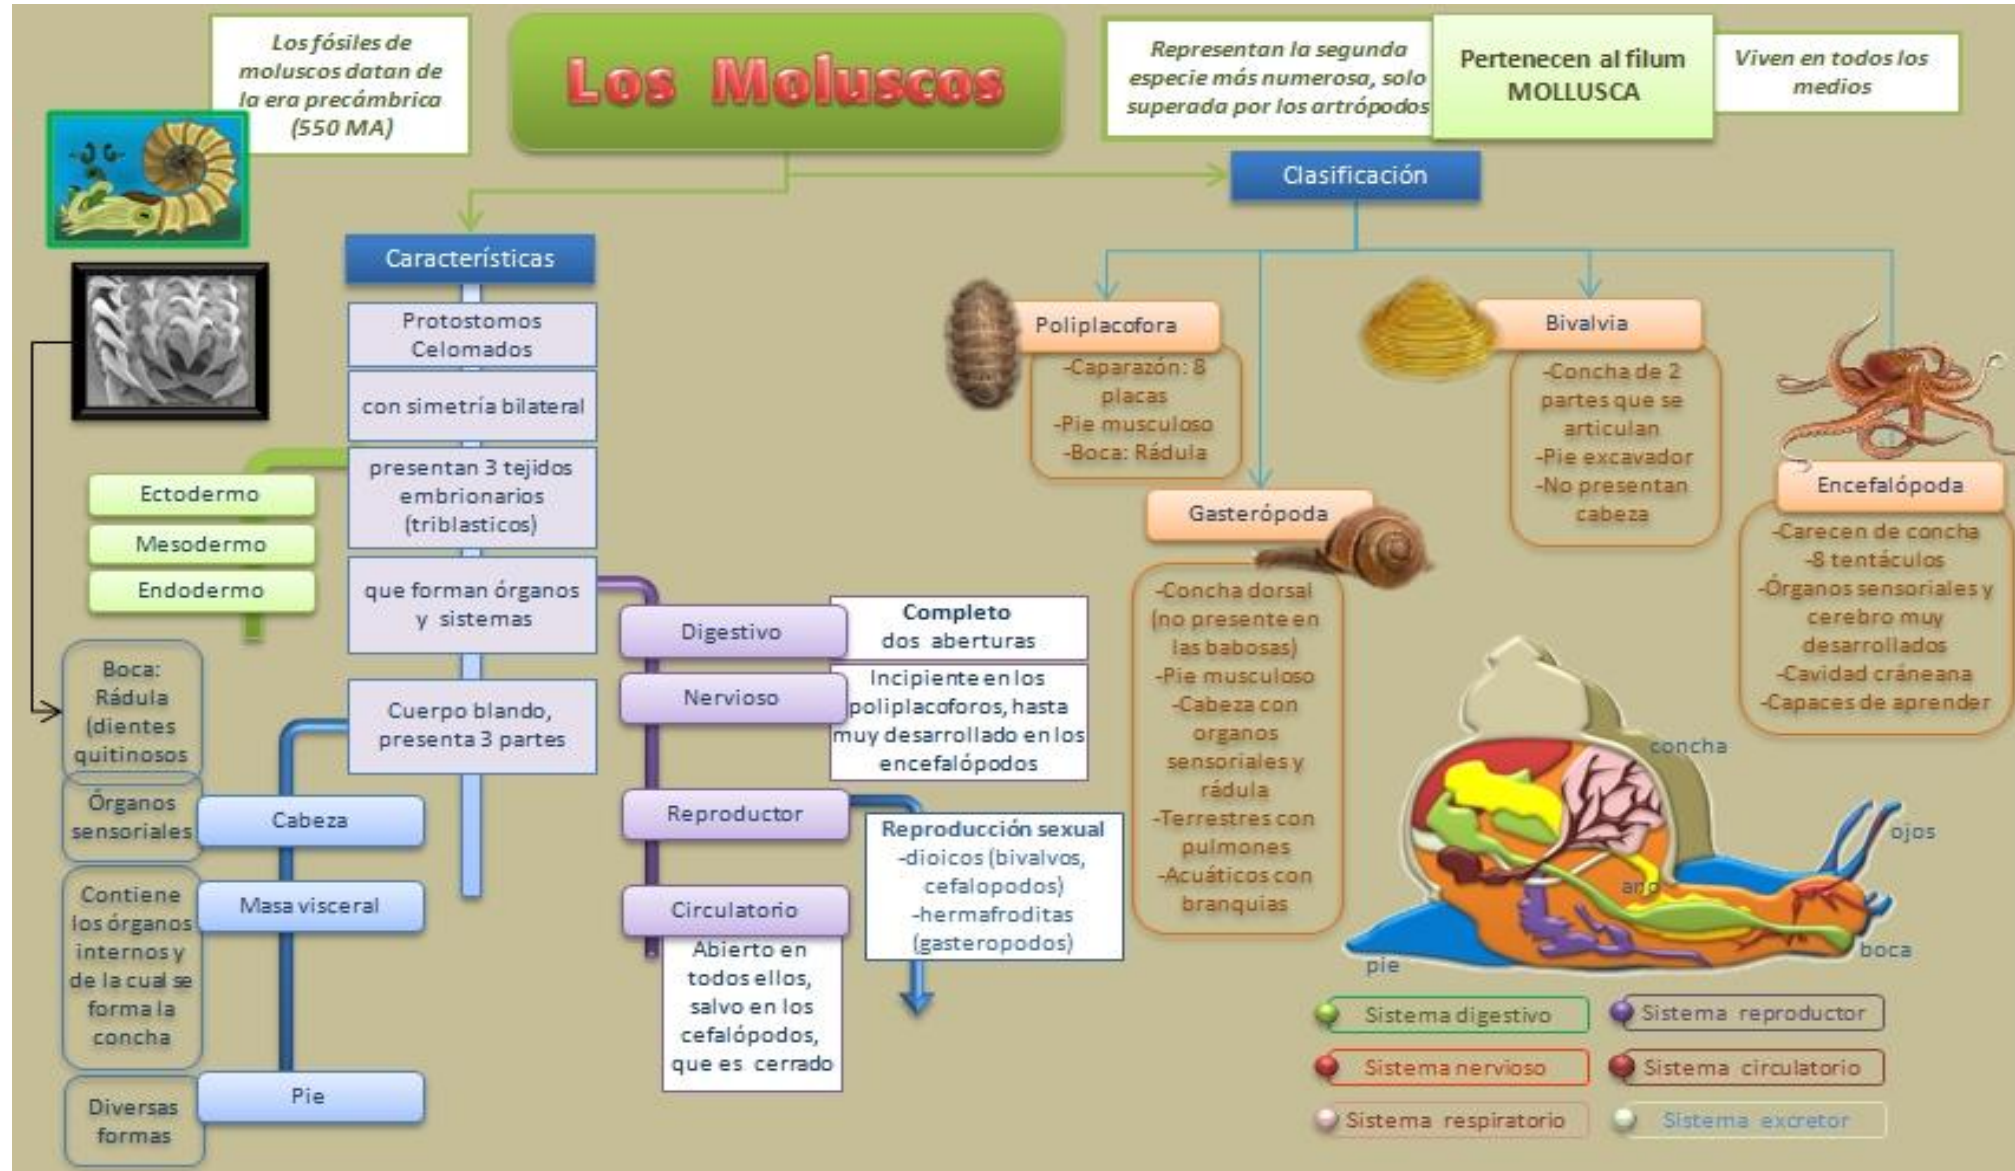 Los fósiles de
moluscos datan de
la era precámbrica
(550 MA)
Los Moluscos
Representan la segunda
especie más numerosa, solo
superada por los artrópodos
Pertenecen al filum
MOLLUSCA
Viven en todos los
medios
Clasificación
Características
Protostomos
Celomados
con simetría bilateral
presentan 3 tejidos
embrionarios
(triblasticos)
Ectodermo
Mesodermo
Endodermo
que forman órganos
y sistemas
Digestivo
Completo
dos aberturas
Nervioso
Incipiente en los
poliplacoforos, hasta
muy desarrollado en los
encefalópodos
Reproductor
Reproducción sexual
-dioicos (bivalvos,
cefalopodos)
-hermafroditas
(gasteropodos)
Circulatorio
Abierto en
todos ellos,
salvo en los
cefalópodos,
que es cerrado
Cuerpo blando,
presenta 3 partes
Boca:
Rádula
(dientes
quitinosos
Órganos
sensoriales
Cabeza
Contiene
los órganos
internos y
de la cual se
forma la
concha
Masa visceral
Diversas
formas
Pie
Poliplacofora
-Caparazón: 8
placas
-Pie musculoso
-Boca: Rádula
Gasterópoda
-Concha dorsal
(no presente en
las babosas)
-Pie musculoso
-Cabeza con
organos
sensoriales y
rádula
-Terrestres con
pulmones
-Acuáticos con
branquias
Bivalvia
-Concha de 2
partes que se
articulan
-Pie excavador
-No presentan
cabeza
Encefalópoda
-Carecen de concha
-8 tentáculos
-Órganos sensoriales y
cerebro muy
desarrollados
-Cavidad cráneana
-Capaces de aprender
concha
ojos
ano
boca
pie
Sistema digestivo
Sistema reproductor
Sistema nervioso
Sistema circulatorio
Sistema respiratorio
Sistema excretor